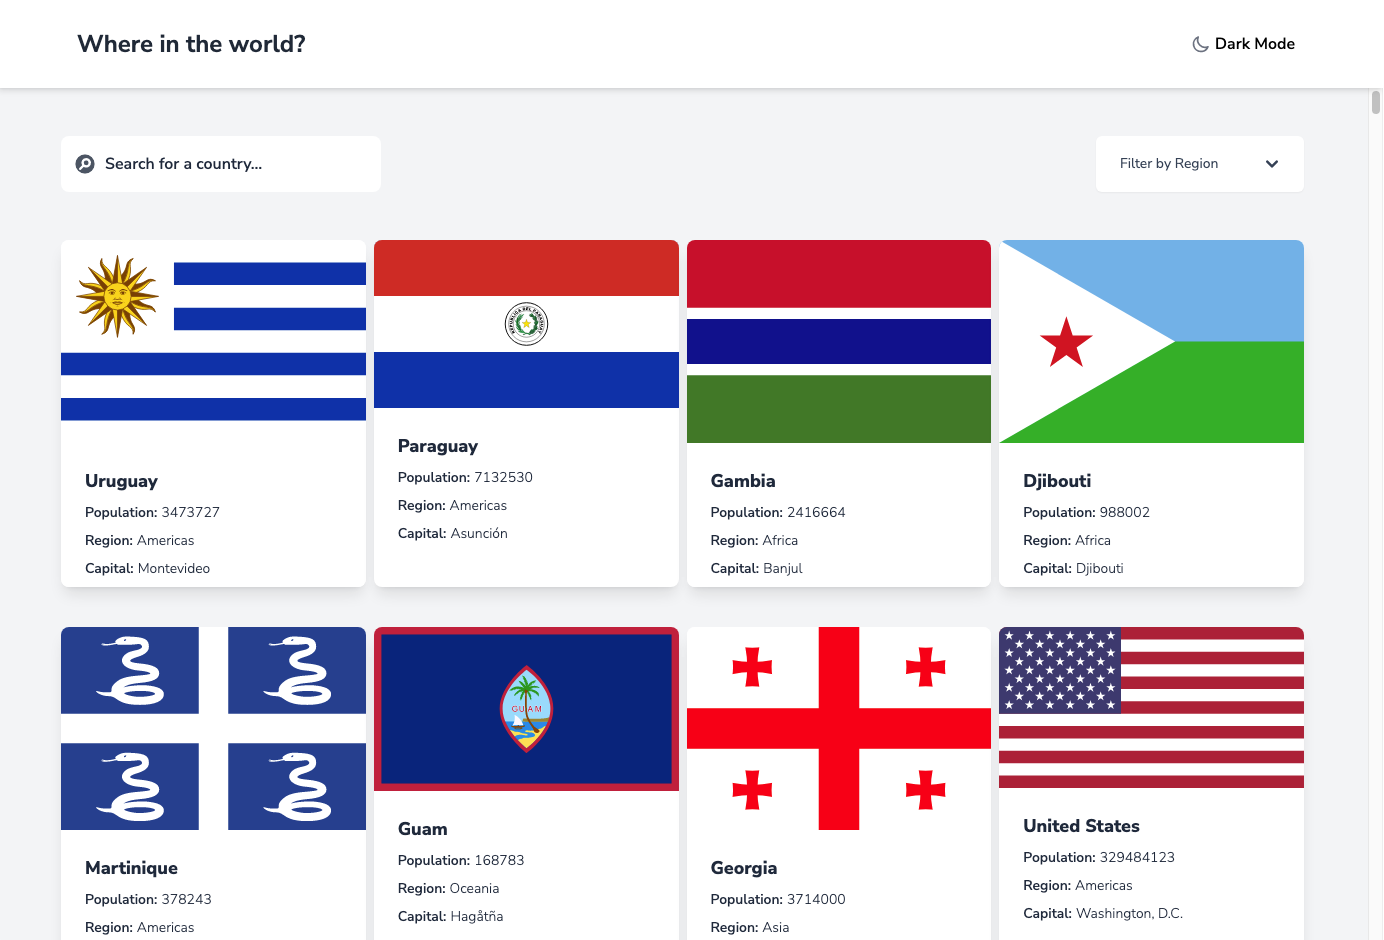 Where in the world?
Dark Mode
Search for a country...
Filter by Region
Uruguay
Population: 3473727
Region: Americas
Capital: Montevideo
REPUBLICA DEL PARAGUAY
Paraguay
Population: 7132530
Region: Americas
Capital: Asunción
Gambia
Population: 2416664
Region: Africa
Capital: Banjul
Djibouti
Population: 988002
Region: Africa
Capital: Djibouti
Martinique
Population: 378243
Region: Americas
GUAM
Guam
Population: 168783
Region: Oceania
Capital: Hagåtña
Georgia
Population: 3714000
Region: Asia
United States
Population: 329484123
Region: Americas
Capital: Washington, D.C.